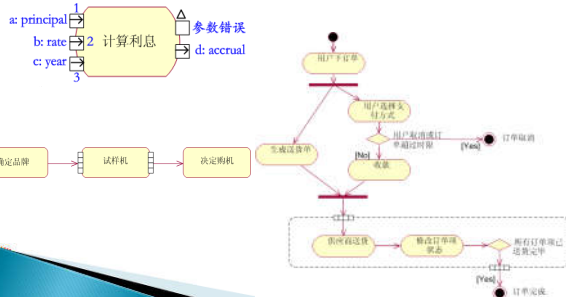 1
a: principal
b: rate
2
c: year
3
计算利息
参数错误
d: accrual
确定品牌
试样机
决定购机
用户下订单
用户选择支
付方式
生成送货单
用户取消或订
单超过时限
[Yes]
订单取消
[No]
收款
供应商送货
修改订单项
状态
所有订单项已
送货完毕
[Yes]
订单完成